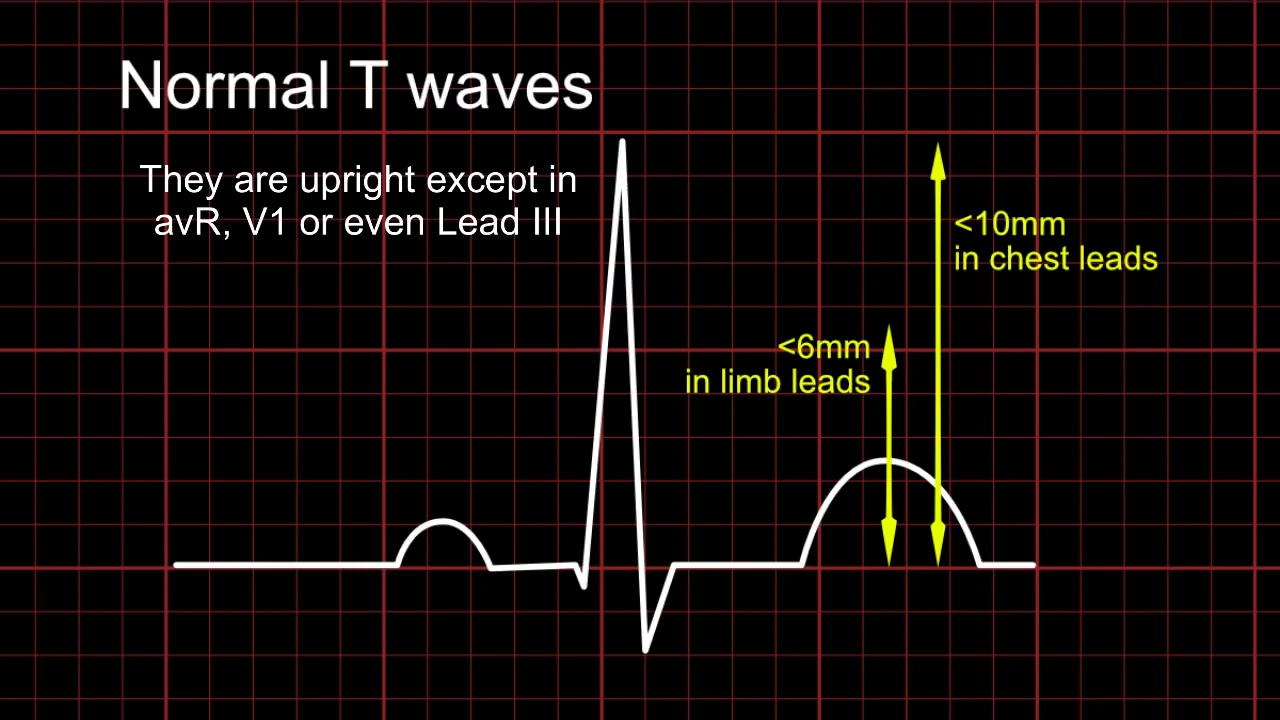 Normal T waves
They are upright except in
avR, V1 or even Lead III
<10mm
in chest leads
<6mm
in limb leads